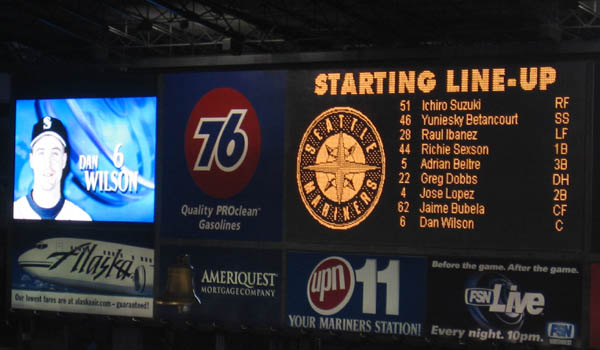 DAN 6
WILSON
76
Quality PROclean
Gasolines
STARTING LINE-UP
SEATTLE
MARINERS
51 Ichiro Suzuki RF
46 Yuniesky Betancourt SS
28 Raul Ibanez LF
44 Richie Sexson 1B
5 Adrian Beltre 3B
22 Greg Dobbs DH
4 Jose Lopez 2B
62 Jaime Bubela CF
6 Dan Wilson C
Alaska
Our lowest fares are at alaskaair.com - guaranteed!
AMERIQUEST
MORTGAGE COMPANY
upn 11
YOUR MARINERS STATION!
Before the game. After the game.
FSN Live
Every night. 10pm.
FSN